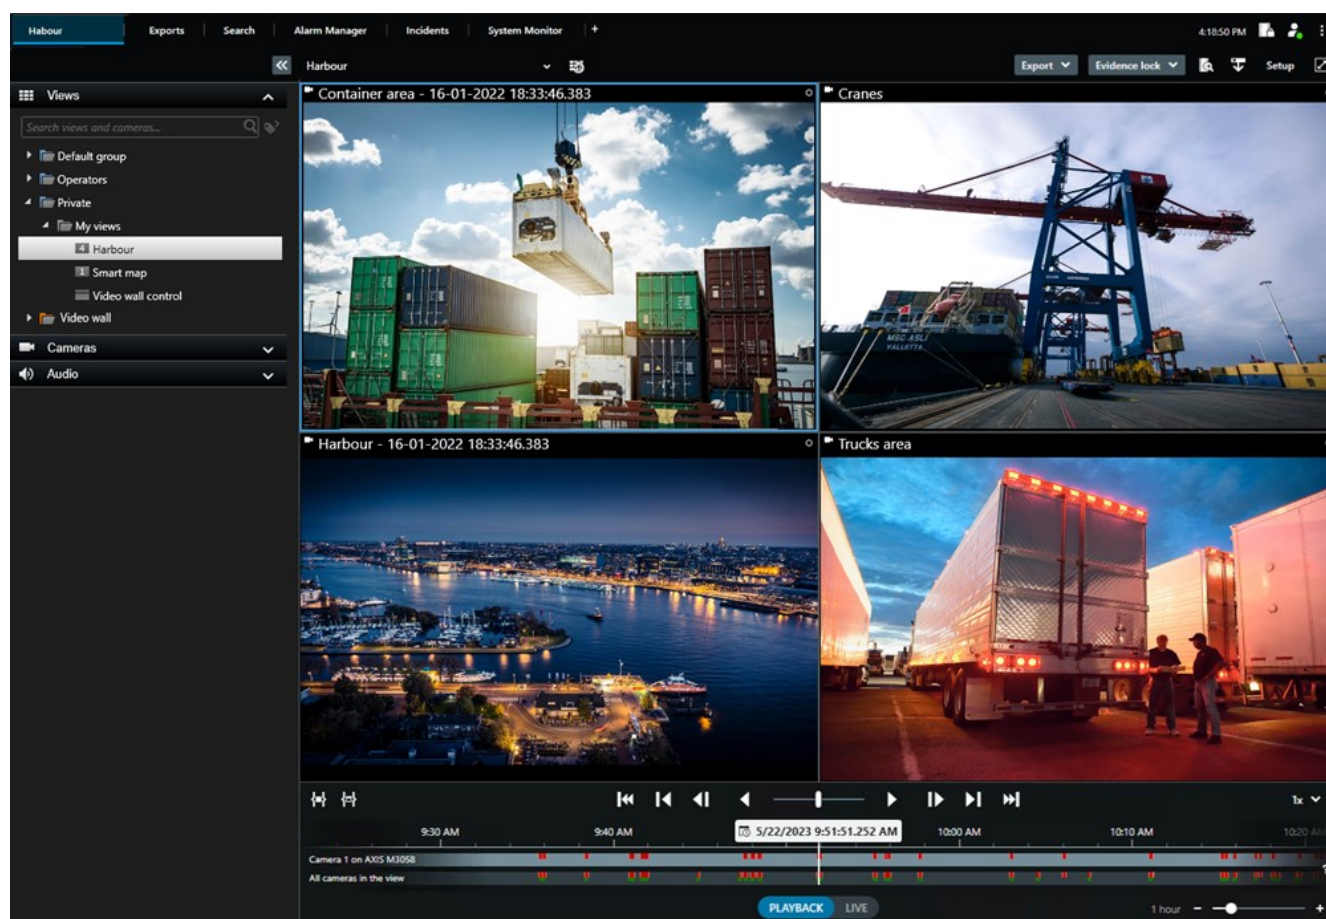 Habour Exports Search Alarm Manager Incidents System Monitor + 4:18:50 PM
Harbour Export Evidence lock Setup
Views
Search views and cameras...
Default group
Operators
Private
My views
4 Harbour
1 Smart map
Video wall control
Video wall
Cameras
Audio
Container area - 16-01-2022 18:33:46.383
Cranes
MSC ASLI
VALLETTA
Harbour - 16-01-2022 18:33:46.383
Trucks area
1x
9:30 AM 9:40 AM 5/22/2023 9:51:51.252 AM 10:00 AM 10:10 AM 10:20 AM
Camera 1 on AXIS M3058
All cameras in the view
PLAYBACK LIVE
1 hour - +